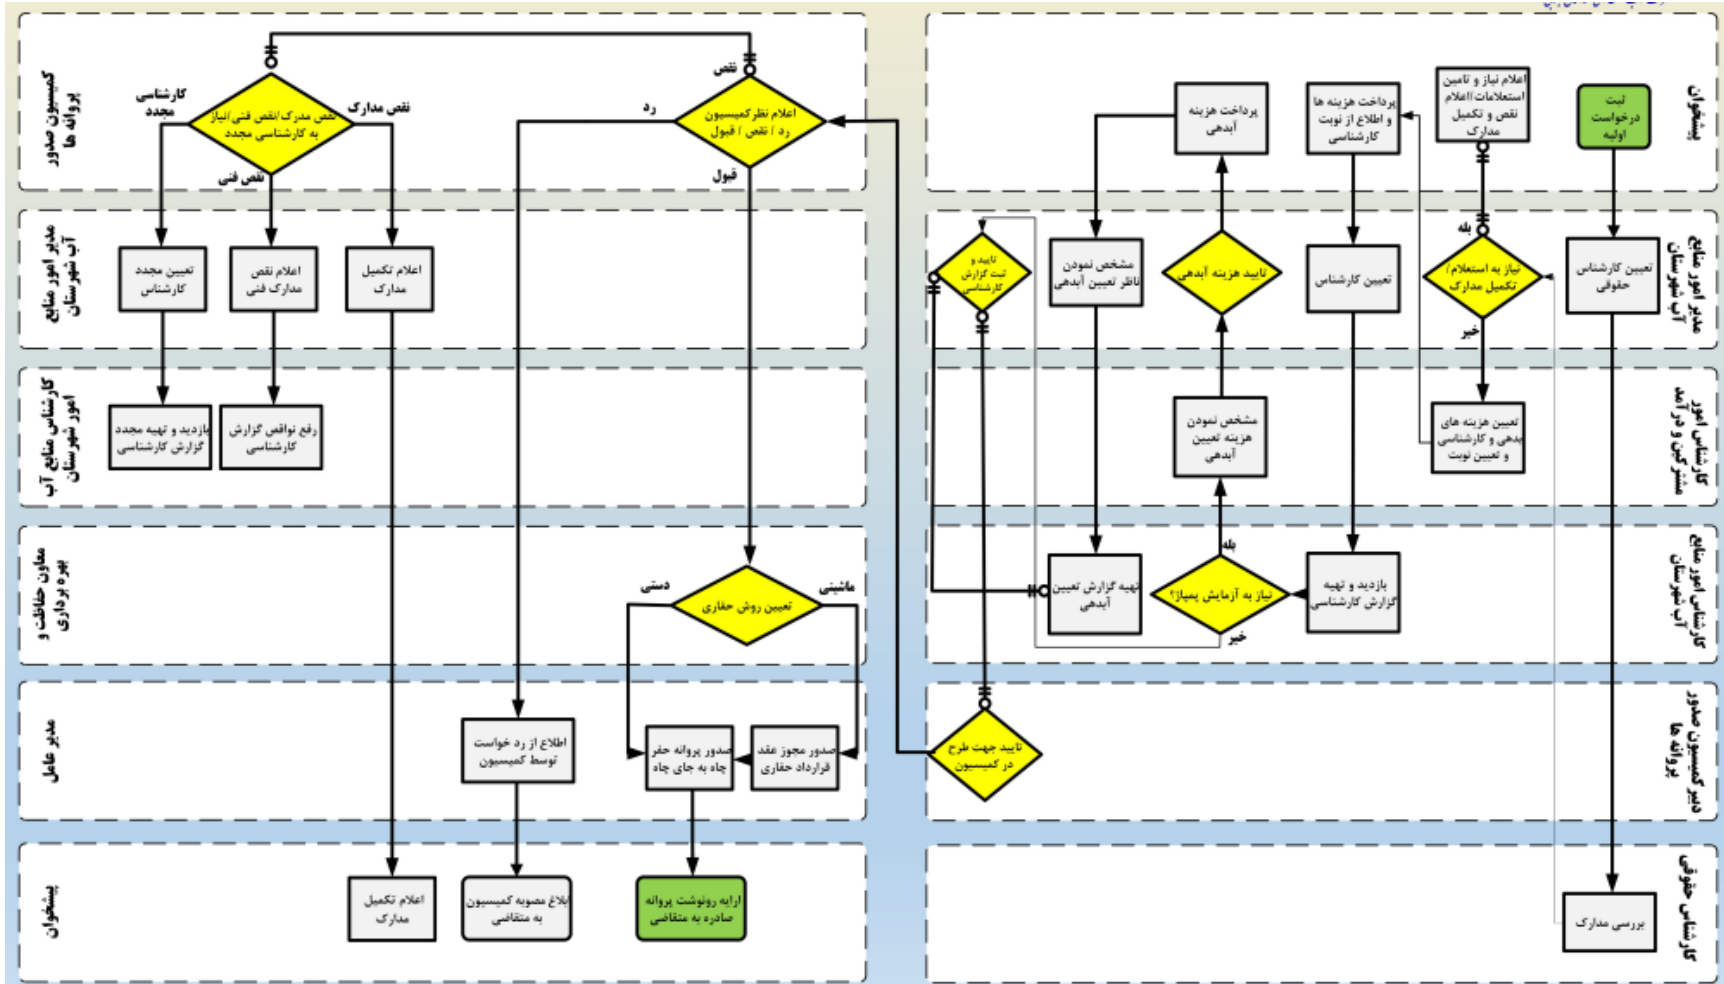 پیشخوان
ثبت
درخواست
اولیه
اعلام نیاز و تامین
استعلامات/اعلام
نقص و تکمیل
مدارک
پرداخت هزینه ها
و اطلاع از نوبت
کارشناسی
پرداخت هزینه
آبدهی
مدیر امور منابع
آب شهرستان
تعیین کارشناس
حقوقی
بله
نیاز به استعلام/
تکمیل مدارک
خیر
تعیین کارشناس
تایید هزینه آبدهی
مشخص نمودن
ناظر تعیین آبدهی
تایید و
ثبت گزارش
کارشناسی
کارشناس امور
مشترکین و درآمد
تعیین هزینه های
بدهی و کارشناسی
و تعیین نوبت
مشخص نمودن
هزینه تعیین
آبدهی
کارشناس امور منابع
آب شهرستان
بازدید و تهیه
گزارش کارشناسی
بله
نیاز به آزمایش پمپاژ؟
خیر
تهیه گزارش تعیین
آبدهی
دبیر کمیسیون صدور
پروانه ها
تایید جهت طرح
در کمیسیون
کارشناس حقوقی
بررسی مدارک
کمیسیون صدور
پروانه ها
نقص
اعلام نظرکمیسیون
رد / نقص / قبول
رد
قبول
نقص مدرک/نقص فنی/نیاز
به کارشناسی مجدد
نقص مدارک
نقص فنی
کارشناسی
مجدد
مدیر امور منابع
آب شهرستان
اعلام تکمیل
مدارک
اعلام نقص
مدارک فنی
تعیین مجدد
کارشناس
کارشناس منابع آب
امور شهرستان
رفع نواقص گزارش
کارشناسی
بازدید و تهیه مجدد
گزارش کارشناسی
معاون حفاظت و
بهره برداری
ماشینی
تعیین روش حفاری
دستی
مدیر عامل
صدور مجوز عقد
قرارداد حفاری
صدور پروانه حفر
چاه به جای چاه
اطلاع از رد خواست
توسط کمیسیون
پیشخوان
ارایه رونوشت پروانه
صادره به متقاضی
ابلاغ مصوبه کمیسیون
به متقاضی
اعلام تکمیل
مدارک